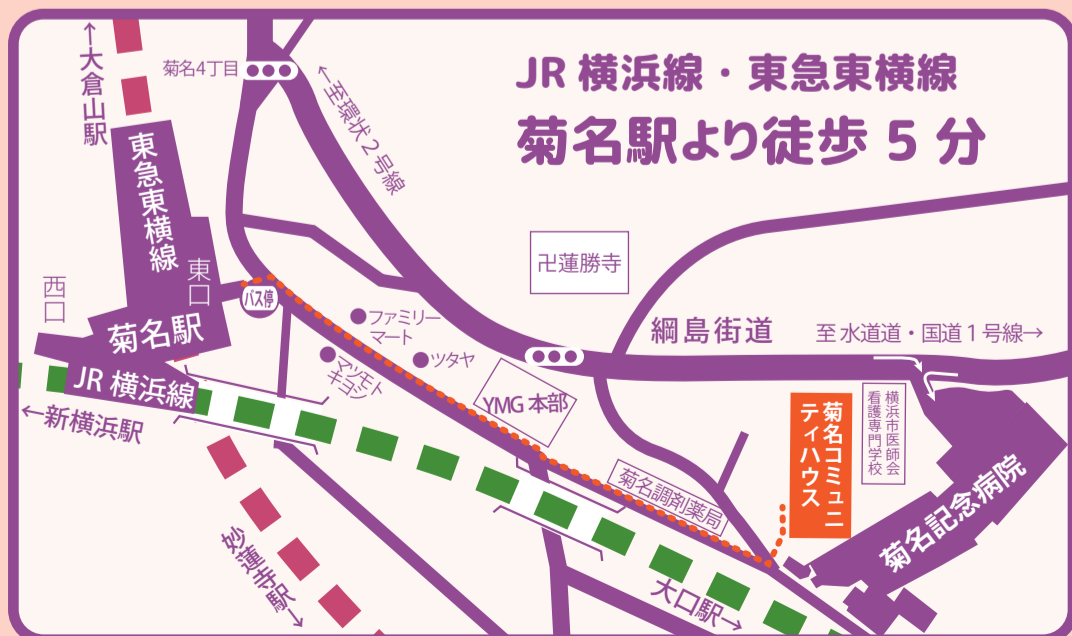 JR 横浜線・東急東横線
菊名駅より徒歩 5 分
←大倉山駅
菊名4丁目
←至環状2号線
東急東横線
東口
西口
バス停
菊名駅
JR 横浜線
←新横浜駅
ファミリー
マート
マツモト
キヨシ
ツタヤ
YMG 本部
卍蓮勝寺
綱島街道
至 水道道・国道1号線→
横浜市医師会
看護専門学校
菊名コミュニ
ティハウス
菊名調剤薬局
菊名記念病院
妙蓮寺駅→
大口駅→